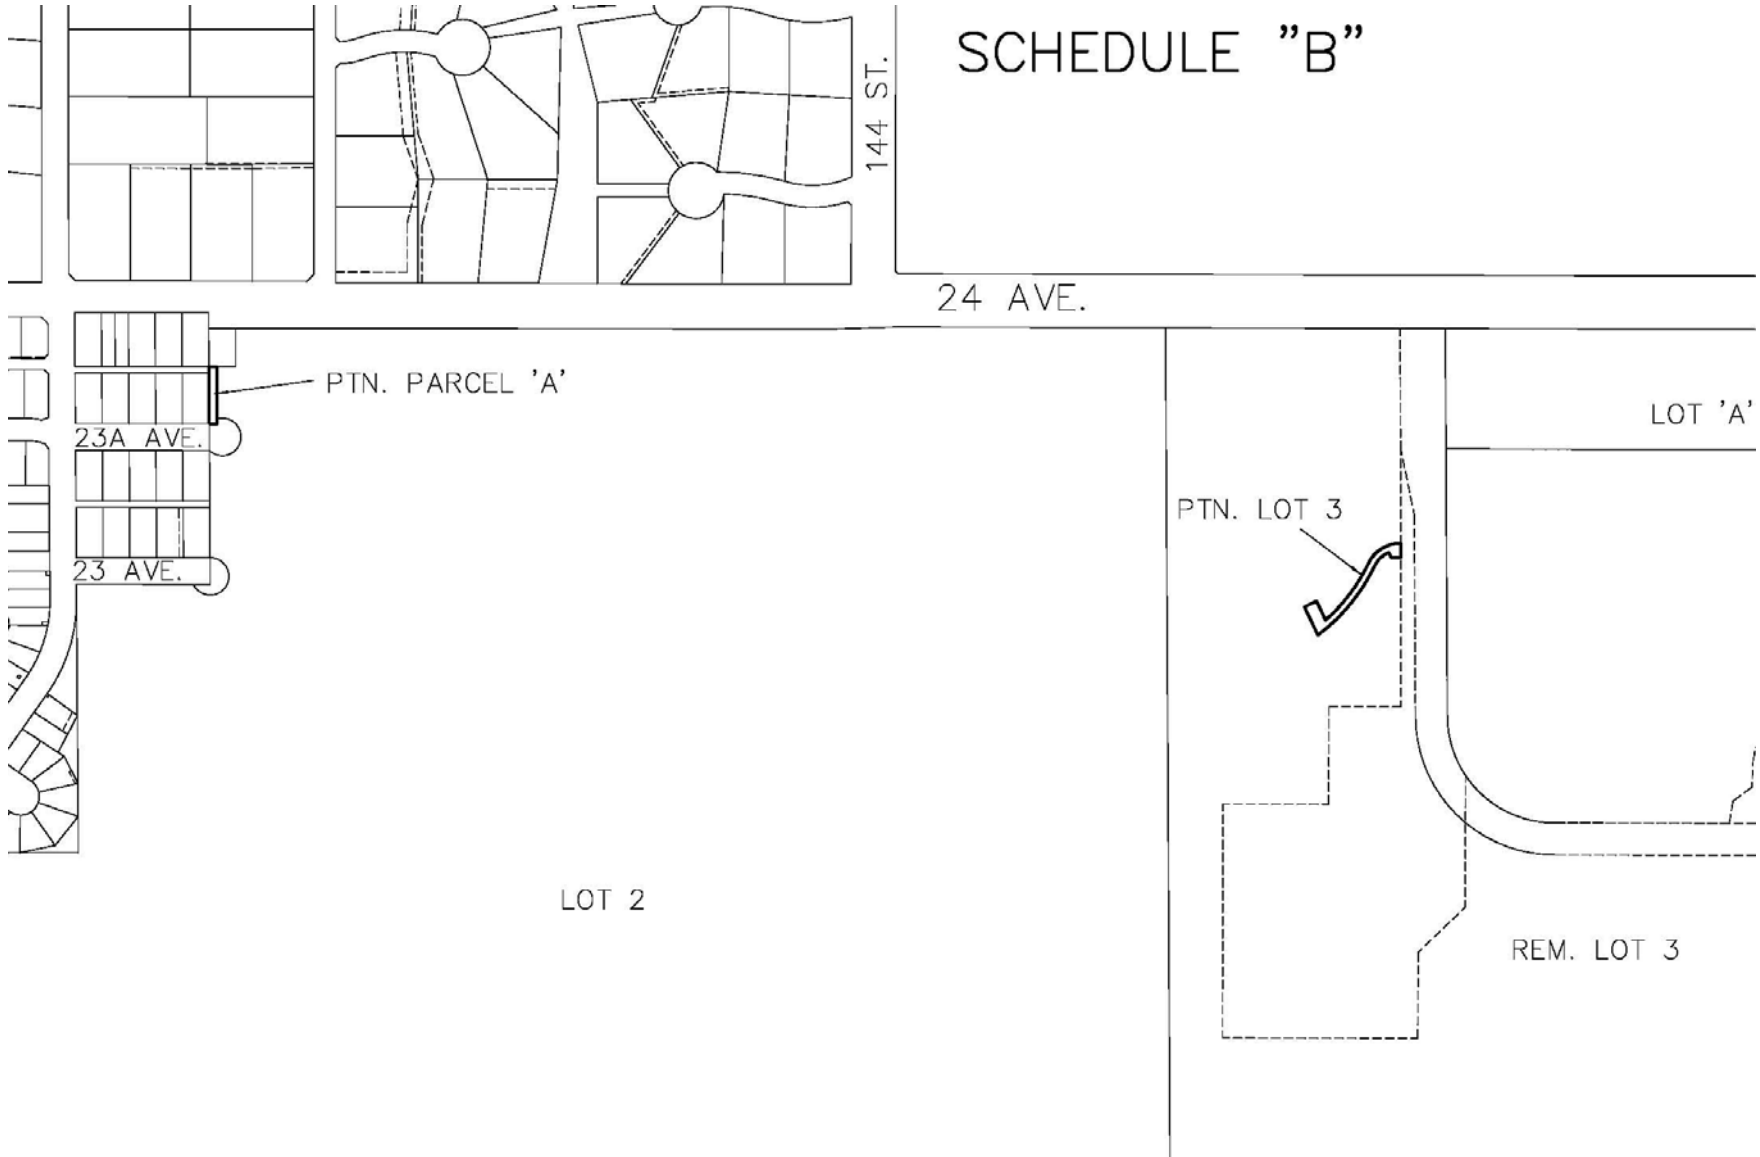 SCHEDULE "B"
144 ST.
24 AVE.
PTN. PARCEL 'A'
LOT 'A'
23A AVE.
PTN. LOT 3
23 AVE.
LOT 2
REM. LOT 3